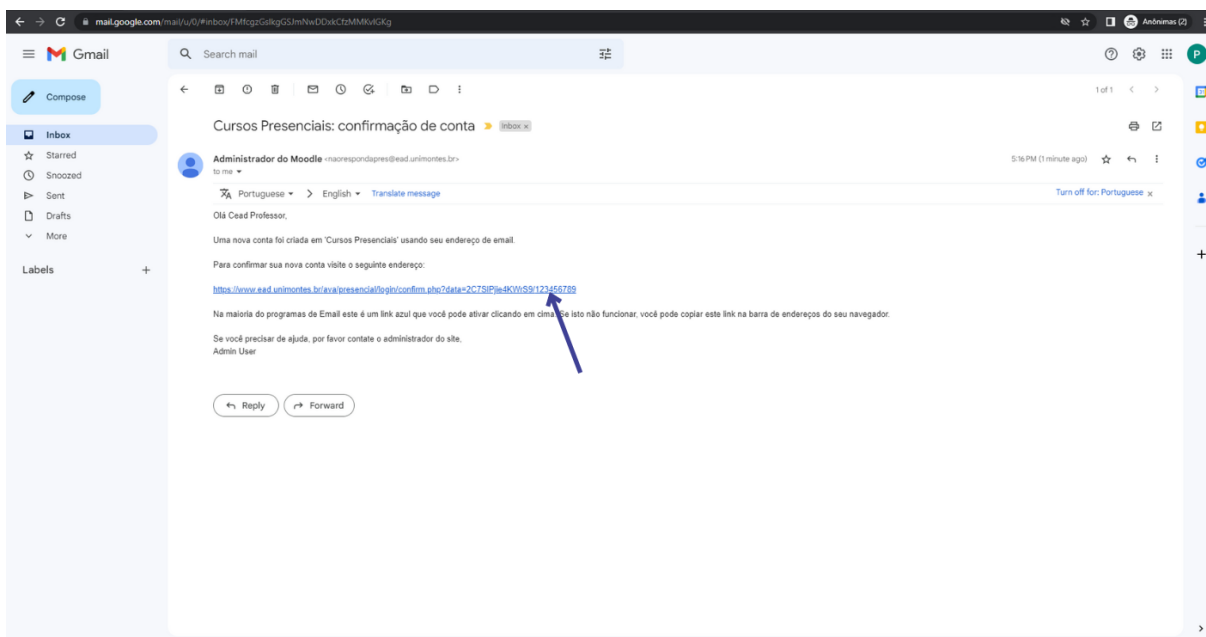 mail.google.com/mail/u/0/#inbox/FMfcgzGslkgGSJmNwDDxkCfzMMKvlGKg
Anônimas (2)
Gmail
Search mail
P
Compose
1 of 1
Inbox
Starred
Snoozed
Sent
Drafts
More
Labels
Cursos Presenciais: confirmação de conta
Inbox x
Administrador do Moodle <naorespondapres@ead.unimontes.br>
5:16 PM (1 minute ago)
to me
Portuguese > English Translate message
Turn off for: Portuguese x
Olá Cead Professor,
Uma nova conta foi criada em 'Cursos Presenciais' usando seu endereço de email.
Para confirmar sua nova conta visite o seguinte endereço:
https://www.ead.unimontes.br/ava/presencial/login/confirm.php?data=2C7SIPjie4KWrS9/123456789
Na maioria do programas de Email este é um link azul que você pode ativar clicando em cima. Se isto não funcionar, você pode copiar este link na barra de endereços do seu navegador.
Se você precisar de ajuda, por favor contate o administrador do site,
Admin User
Reply
Forward